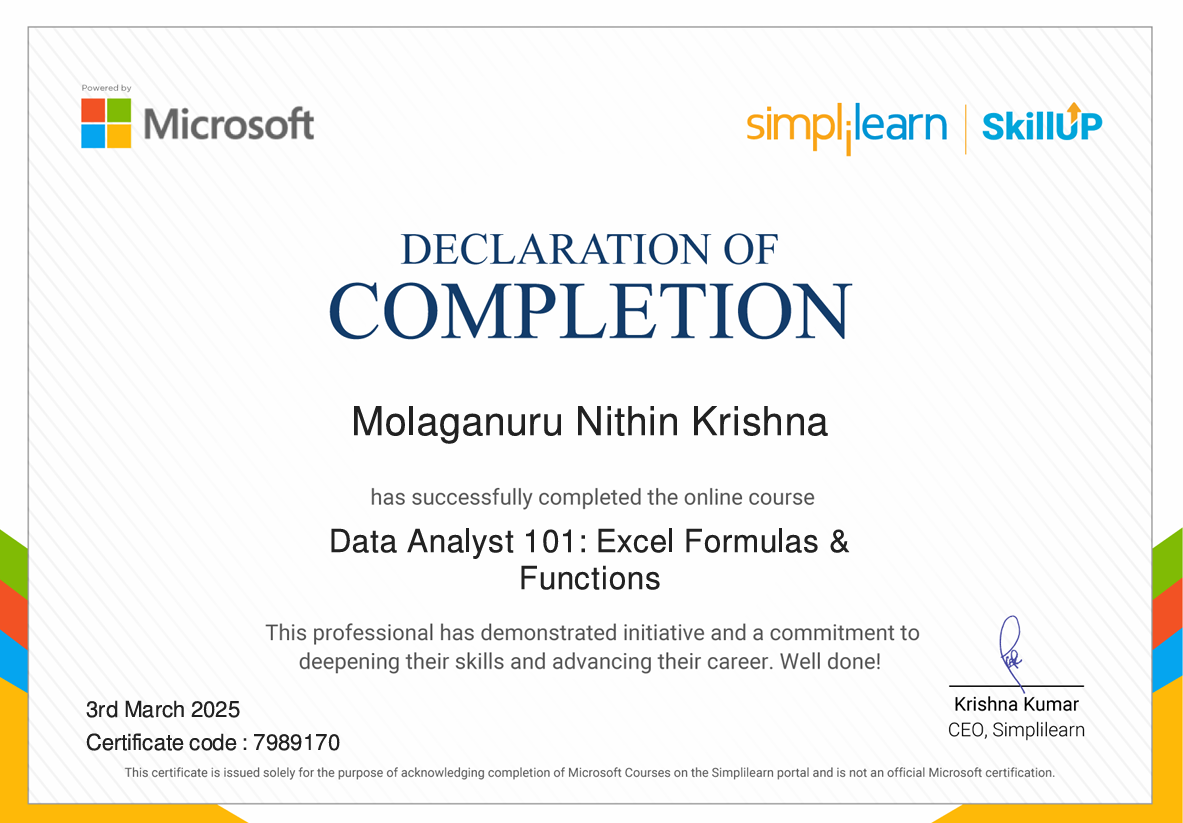 Powered by
Microsoft
simplilearn | SkillUP
DECLARATION OF
COMPLETION
Molaganuru Nithin Krishna
has successfully completed the online course
Data Analyst 101: Excel Formulas &
Functions
This professional has demonstrated initiative and a commitment to
deepening their skills and advancing their career. Well done!
3rd March 2025
Certificate code : 7989170
Krishna Kumar
CEO, Simplilearn
This certificate is issued solely for the purpose of acknowledging completion of Microsoft Courses on the Simplilearn portal and is not an official Microsoft certification.